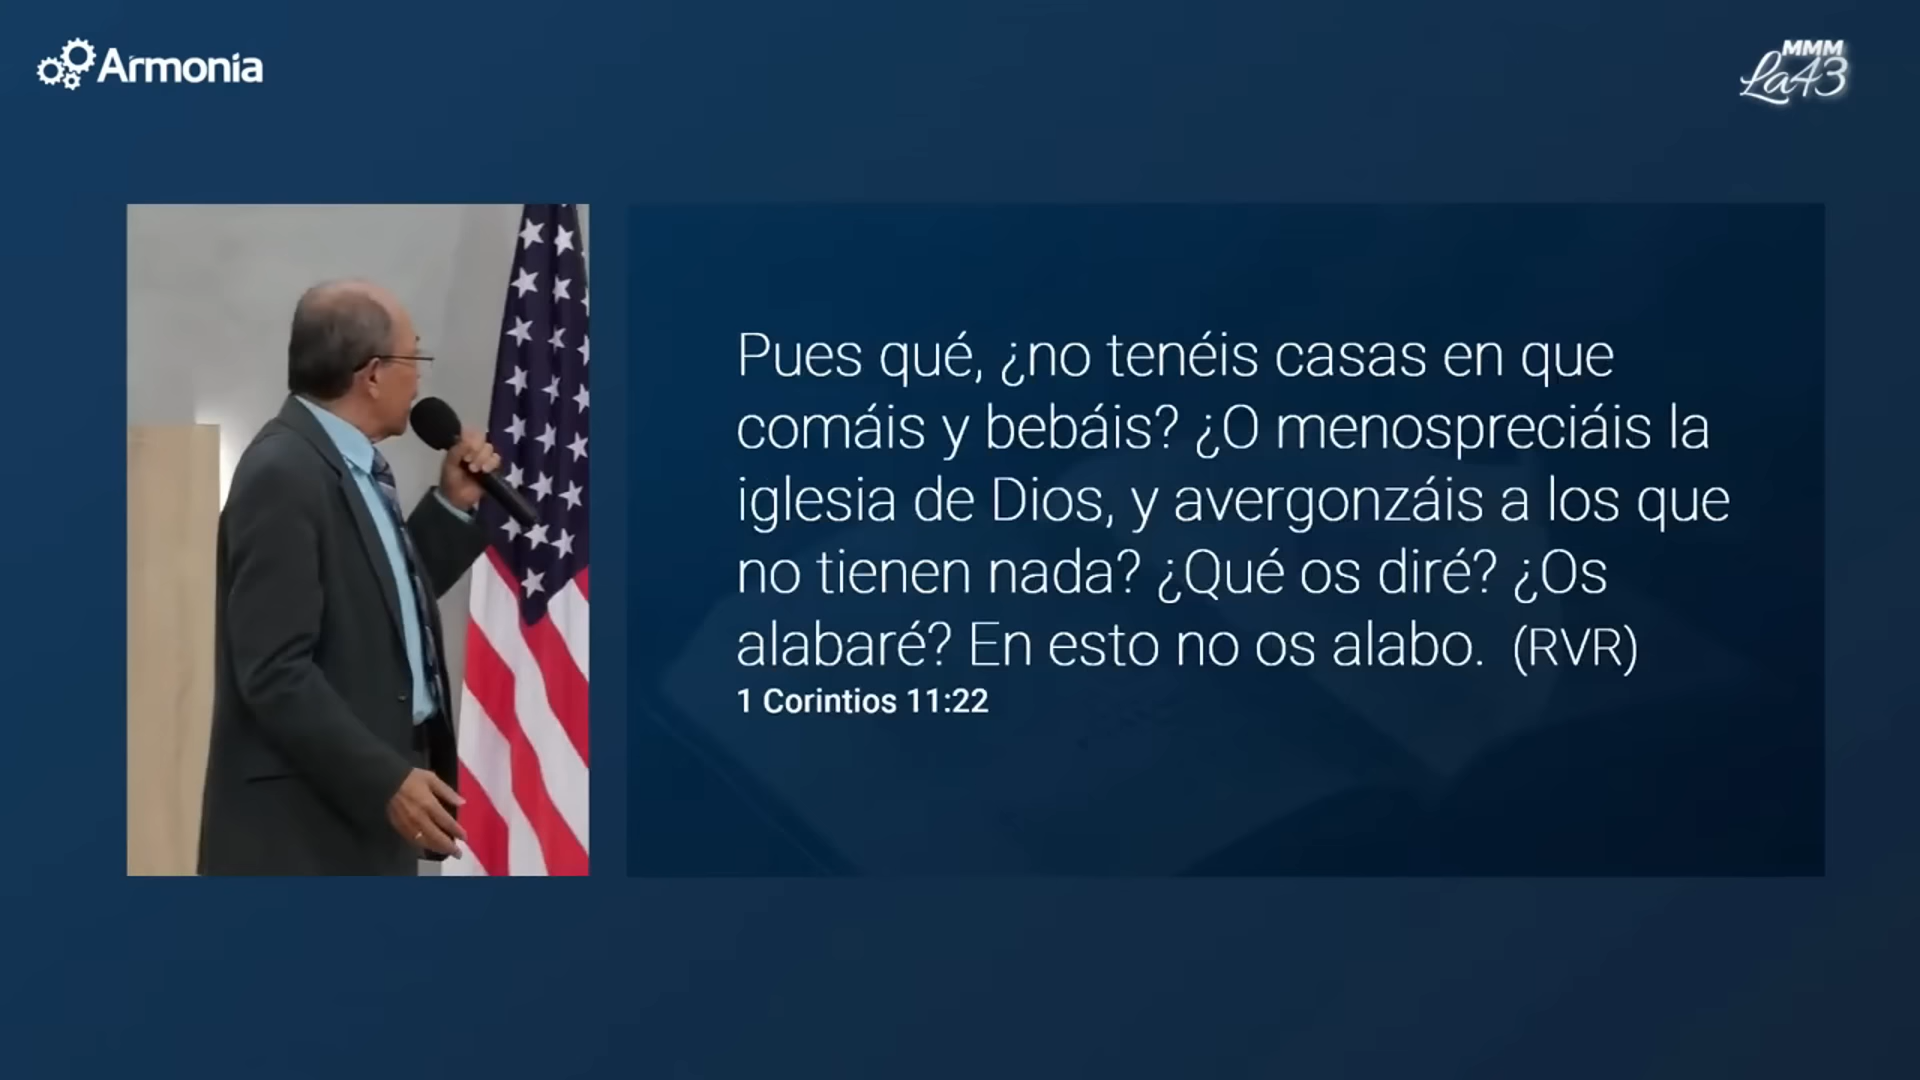 Armonía
MMM
La43
Pues qué, ¿no tenéis casas en que
comáis y bebáis? ¿O menospreciáis la
iglesia de Dios, y avergonzáis a los que
no tienen nada? ¿Qué os diré? ¿Os
alabaré? En esto no os alabo. (RVR)
1 Corintios 11:22